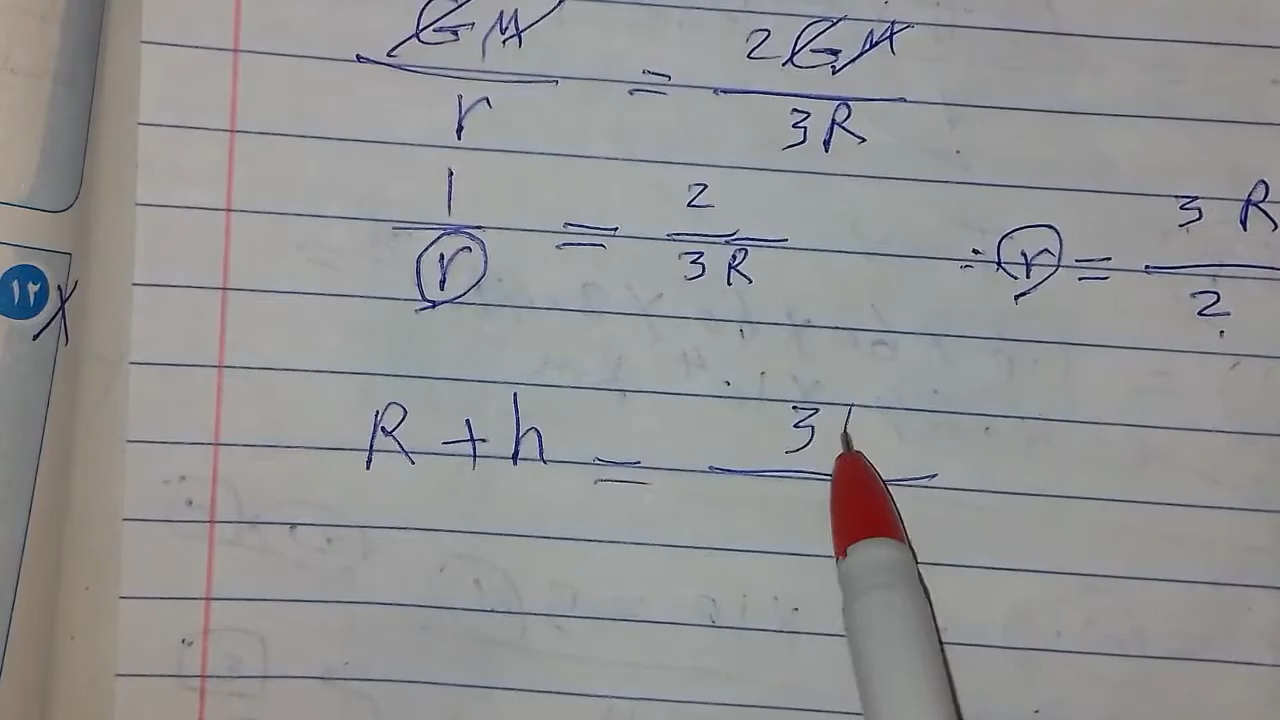 GM / r = 2GM / 3R
1 / r = 2 / 3R ∴ r = 3R / 2
١٢ X
R + h = 3